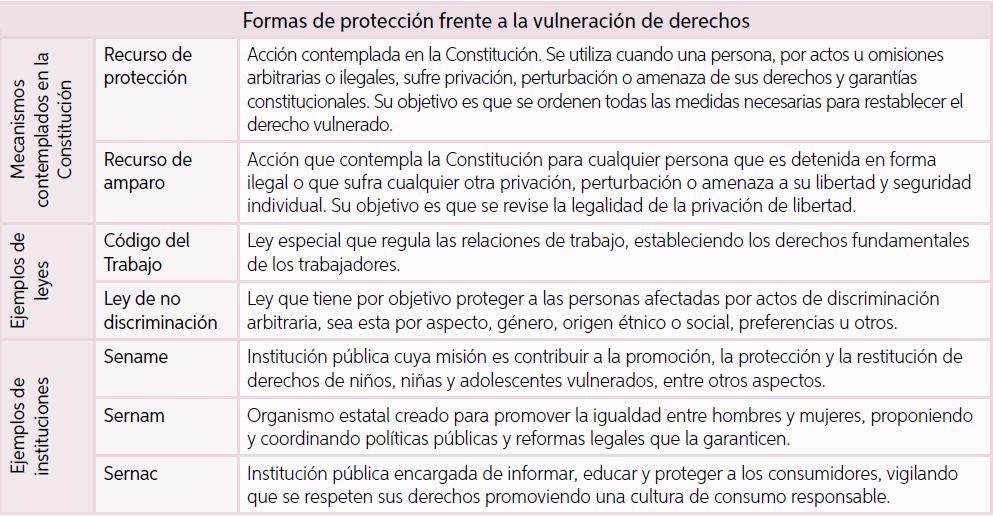 Formas de protección frente a la vulneración de derechos
Mecanismos
contemplados en la
Constitución
Recurso de
protección
Acción contemplada en la Constitución. Se utiliza cuando una persona, por actos u omisiones
arbitrarias o ilegales, sufre privación, perturbación o amenaza de sus derechos y garantías
constitucionales. Su objetivo es que se ordenen todas las medidas necesarias para restablecer el
derecho vulnerado.
Recurso de
amparo
Acción que contempla la Constitución para cualquier persona que es detenida en forma
ilegal o que sufra cualquier otra privación, perturbación o amenaza a su libertad y seguridad
individual. Su objetivo es que se revise la legalidad de la privación de libertad.
Ejemplos de
leyes
Código del
Trabajo
Ley especial que regula las relaciones de trabajo, estableciendo los derechos fundamentales
de los trabajadores.
Ley de no
discriminación
Ley que tiene por objetivo proteger a las personas afectadas por actos de discriminación
arbitraria, sea esta por aspecto, género, origen étnico o social, preferencias u otros.
Ejemplos de
instituciones
Sename
Institución pública cuya misión es contribuir a la promoción, la protección y la restitución de
derechos de niños, niñas y adolescentes vulnerados, entre otros aspectos.
Sernam
Organismo estatal creado para promover la igualdad entre hombres y mujeres, proponiendo
y coordinando políticas públicas y reformas legales que la garanticen.
Sernac
Institución pública encargada de informar, educar y proteger a los consumidores, vigilando
que se respeten sus derechos promoviendo una cultura de consumo responsable.